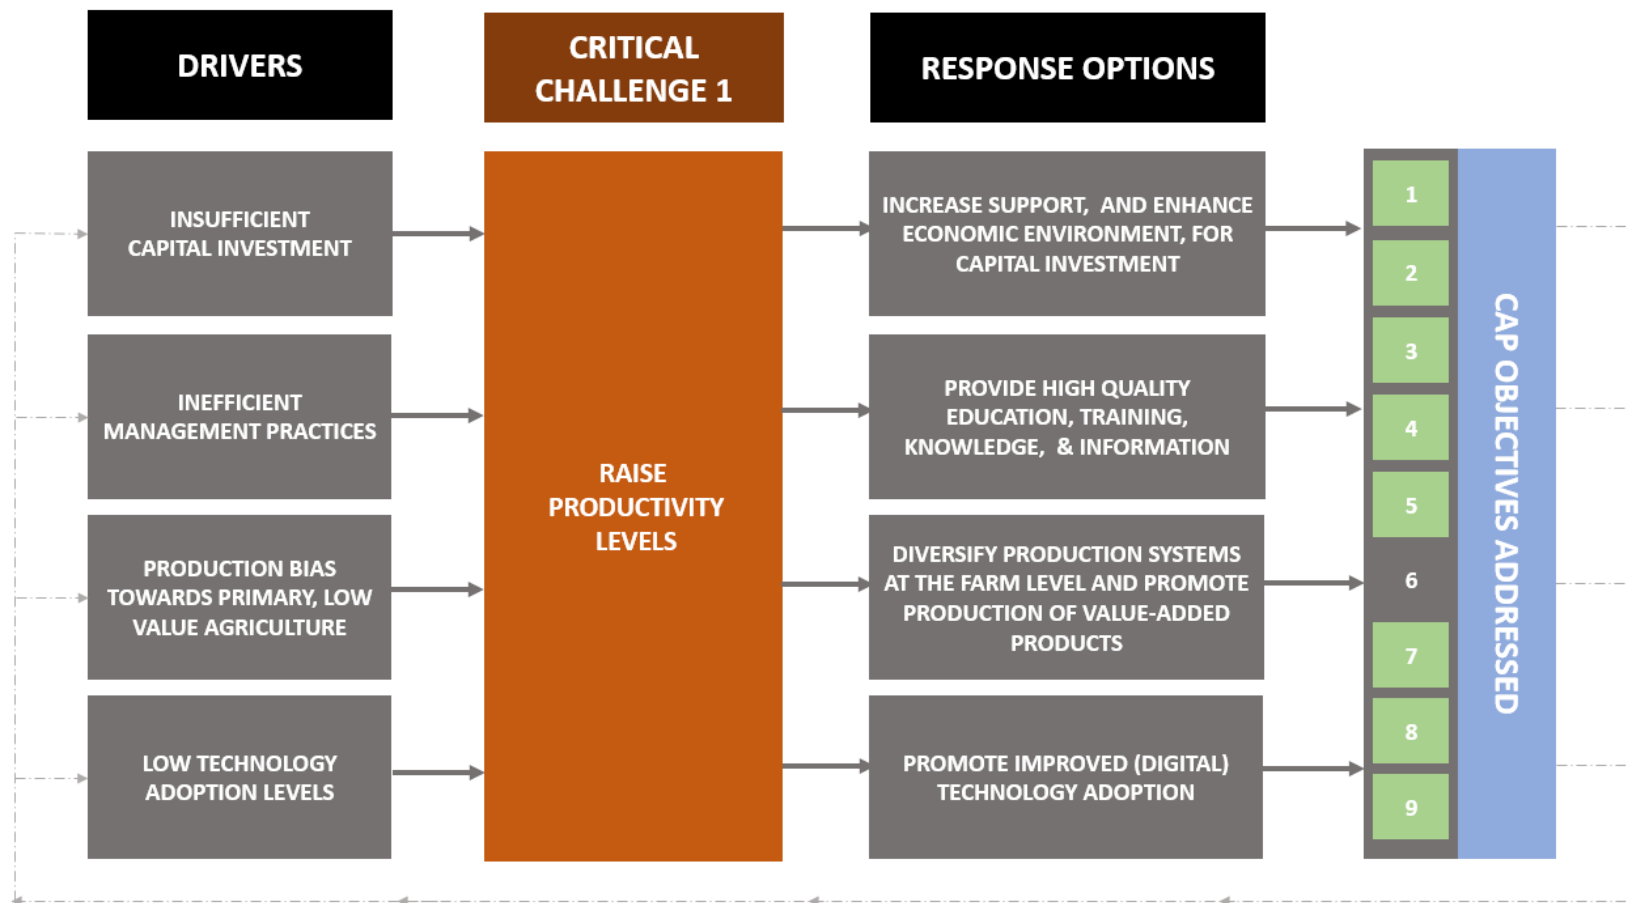 DRIVERS
CRITICAL
CHALLENGE 1
RESPONSE OPTIONS
INSUFFICIENT
CAPITAL INVESTMENT
INEFFICIENT
MANAGEMENT PRACTICES
PRODUCTION BIAS
TOWARDS PRIMARY, LOW
VALUE AGRICULTURE
LOW TECHNOLOGY
ADOPTION LEVELS
RAISE
PRODUCTIVITY
LEVELS
INCREASE SUPPORT, AND ENHANCE
ECONOMIC ENVIRONMENT, FOR
CAPITAL INVESTMENT
PROVIDE HIGH QUALITY
EDUCATION, TRAINING,
KNOWLEDGE, & INFORMATION
DIVERSIFY PRODUCTION SYSTEMS
AT THE FARM LEVEL AND PROMOTE
PRODUCTION OF VALUE-ADDED
PRODUCTS
PROMOTE IMPROVED (DIGITAL)
TECHNOLOGY ADOPTION
1
2
3
4
5
6
7
8
9
CAP OBJECTIVES ADDRESSED